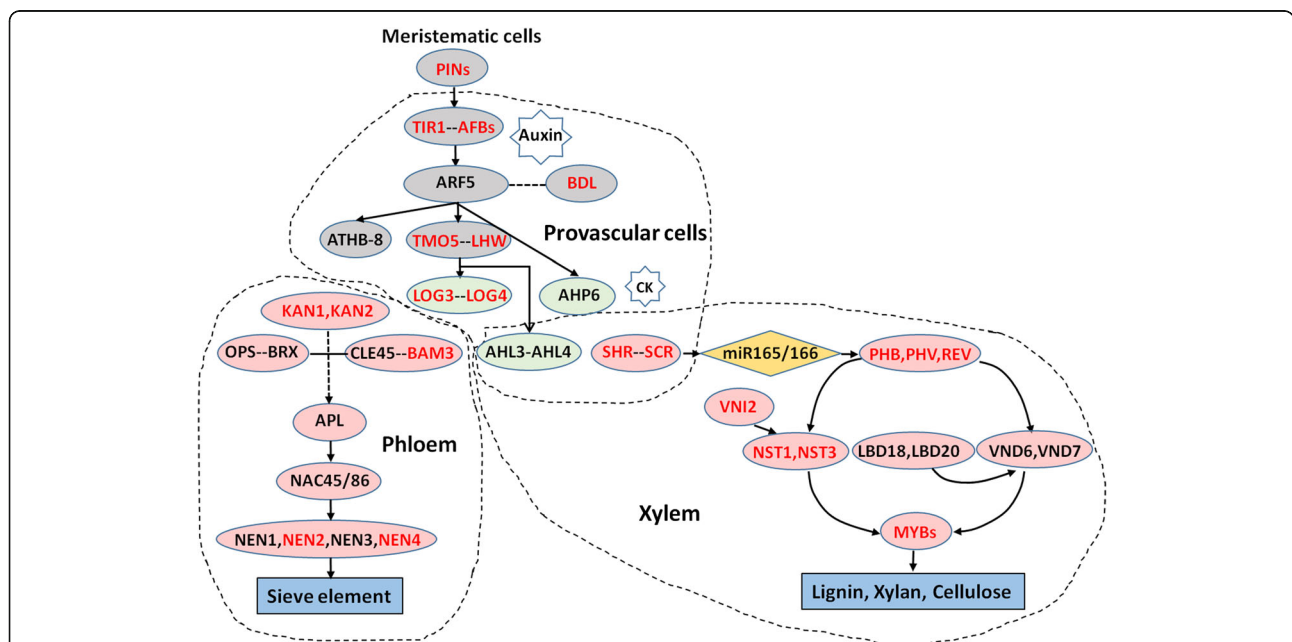 Meristematic cells
PINs
TIR1--AFBs
Auxin
ARF5
BDL
ATHB-8
TMO5--LHW
Provascular cells
LOG3--LOG4
AHP6
CK
KAN1,KAN2
OPS--BRX
CLE45--BAM3
AHL3-AHL4
SHR--SCR
miR165/166
PHB,PHV,REV
APL
Phloem
VNI2
NST1,NST3
LBD18,LBD20
VND6,VND7
NAC45/86
Xylem
NEN1,NEN2,NEN3,NEN4
MYBs
Sieve element
Lignin, Xylan, Cellulose